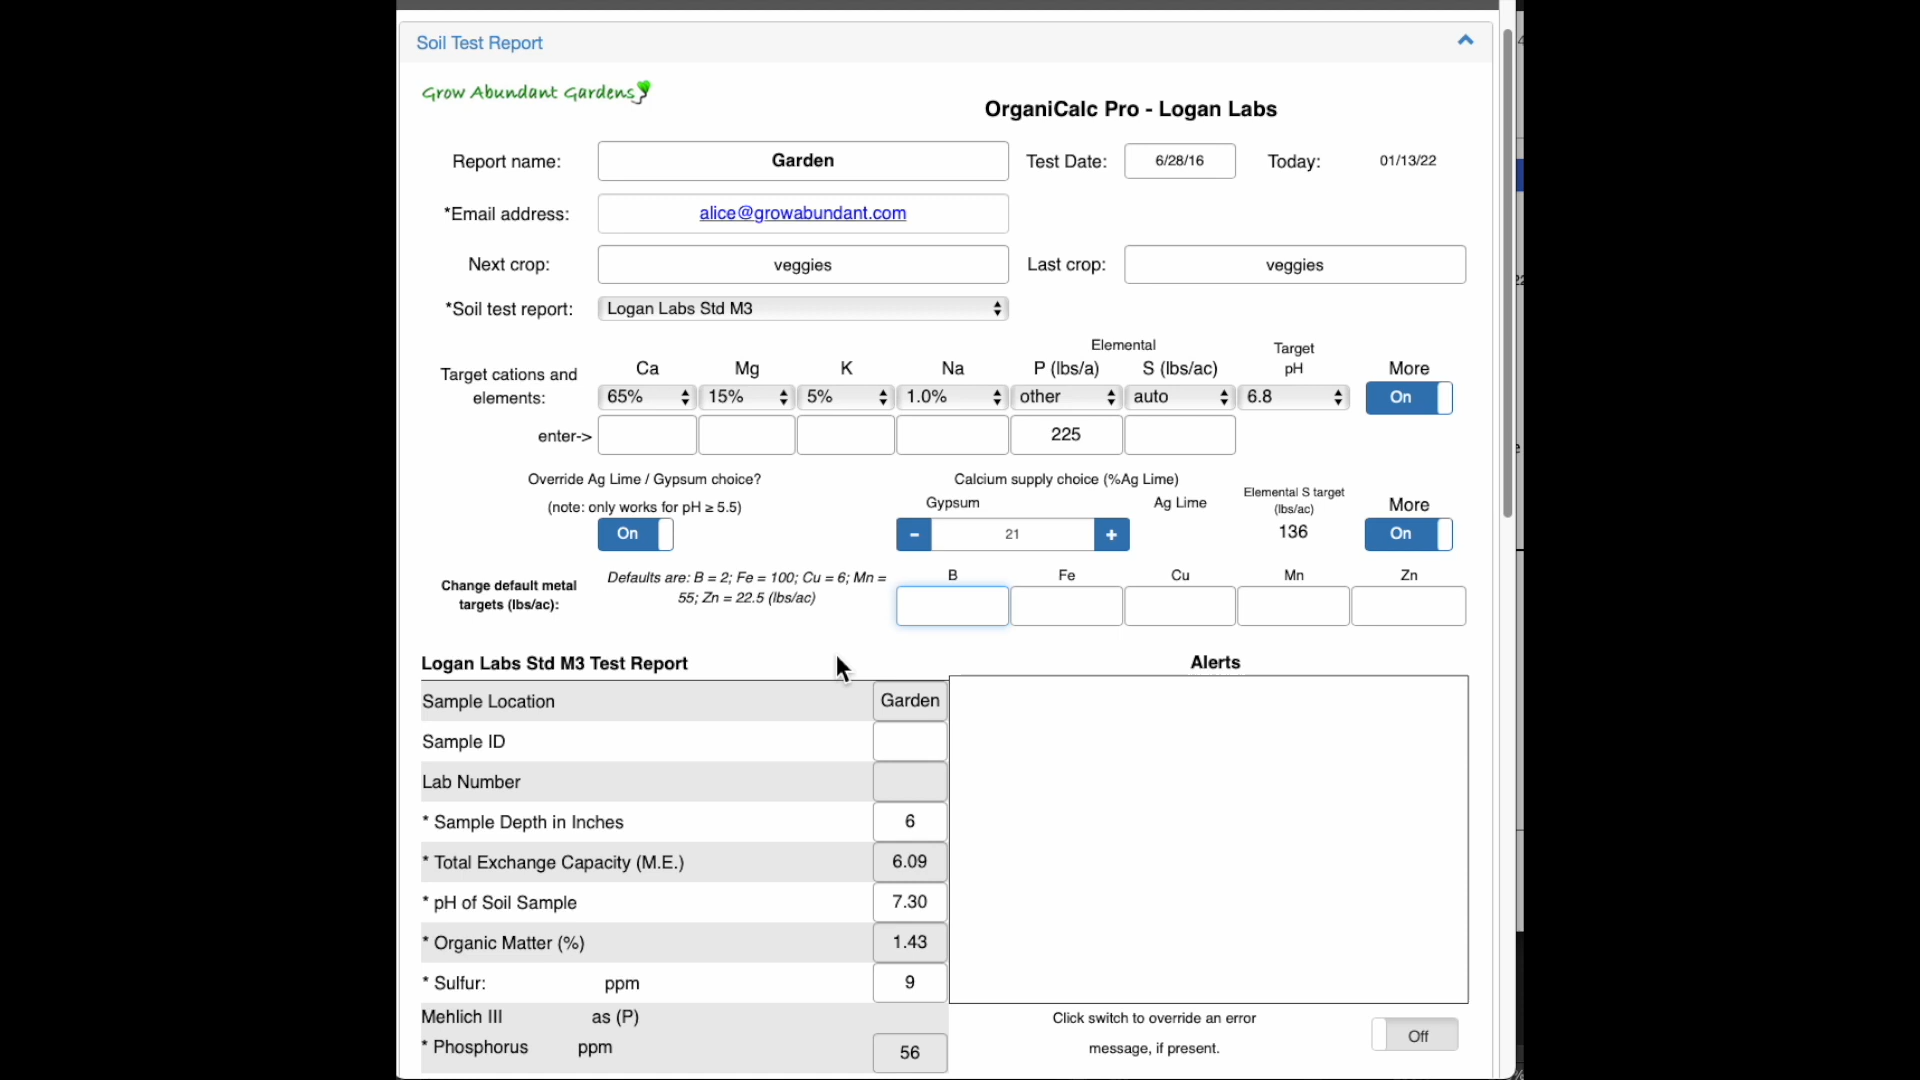 Soil Test Report
Grow Abundant Gardens
OrganiCalc Pro - Logan Labs
Report name: Garden Test Date: 6/28/16 Today: 01/13/22
*Email address: alice@growabundant.com
Next crop: veggies Last crop: veggies
*Soil test report: Logan Labs Std M3
Elemental
Target
Ca Mg K Na P (lbs/a) S (lbs/ac) pH More
Target cations and
elements: 65% 15% 5% 1.0% other auto 6.8 On
enter-> 225
Override Ag Lime / Gypsum choice? Calcium supply choice (%Ag Lime)
(note: only works for pH ≥ 5.5) Gypsum Ag Lime Elemental S target
(lbs/ac) More
On - 21 + 136 On
Change default metal
targets (lbs/ac): Defaults are: B = 2; Fe = 100; Cu = 6; Mn =
55; Zn = 22.5 (lbs/ac)
B Fe Cu Mn Zn
Logan Labs Std M3 Test Report Alerts
Sample Location Garden
Sample ID
Lab Number
* Sample Depth in Inches 6
* Total Exchange Capacity (M.E.) 6.09
* pH of Soil Sample 7.30
* Organic Matter (%) 1.43
* Sulfur: ppm 9
Mehlich III as (P)
* Phosphorus ppm 56
Click switch to override an error
message, if present. Off